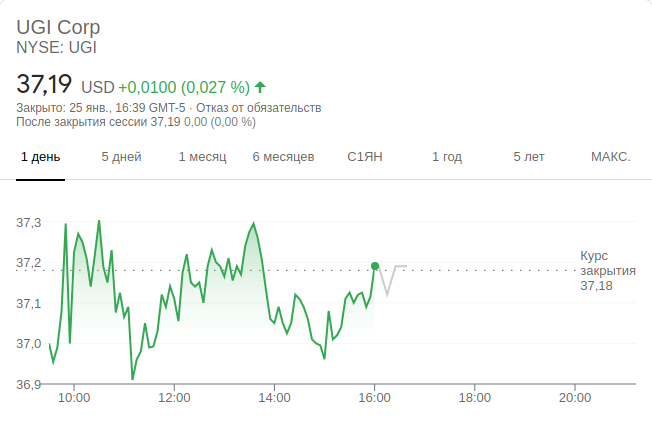 UGI Corp
NYSE: UGI
37,19 USD +0,0100 (0,027 %)
Закрыто: 25 янв., 16:39 GMT-5 · Отказ от обязательств
После закрытия сессии 37,19 0,00 (0,00 %)
1 день 5 дней 1 месяц 6 месяцев С1ЯН 1 год 5 лет МАКС.
37,3
37,2
37,1
37,0
36,9
Курс
закрытия
37,18
10:00 12:00 14:00 16:00 18:00 20:00